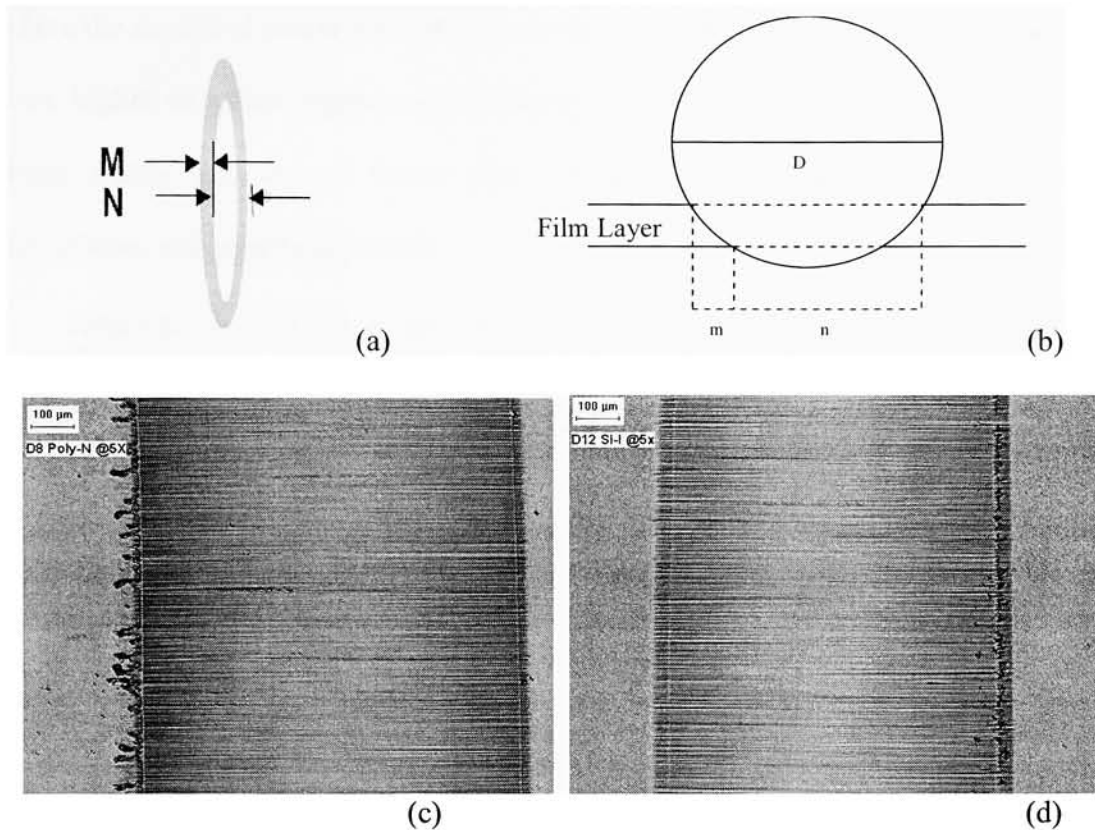 M
N
(a)
D
Film Layer
m
n
(b)
100 µm
D8 Poly-N @5X
(c)
100 µm
D12 Si-I @5x
(d)